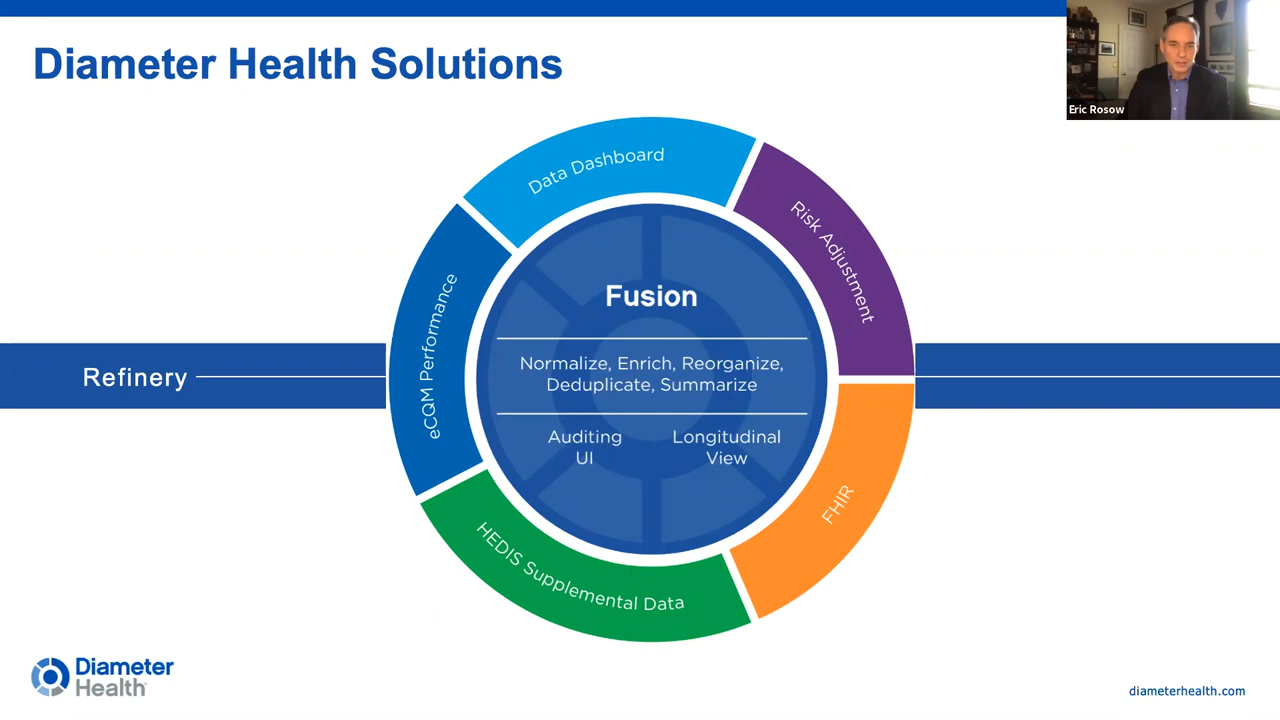 Diameter Health Solutions
Eric Rosow
Data Dashboard
Risk Adjustment
eCQM Performance
Fusion
Normalize, Enrich, Reorganize,
Deduplicate, Summarize
Refinery
Auditing
UI
Longitudinal
View
FHIR
HEDIS Supplemental Data
Diameter
Health
diameterhealth.com